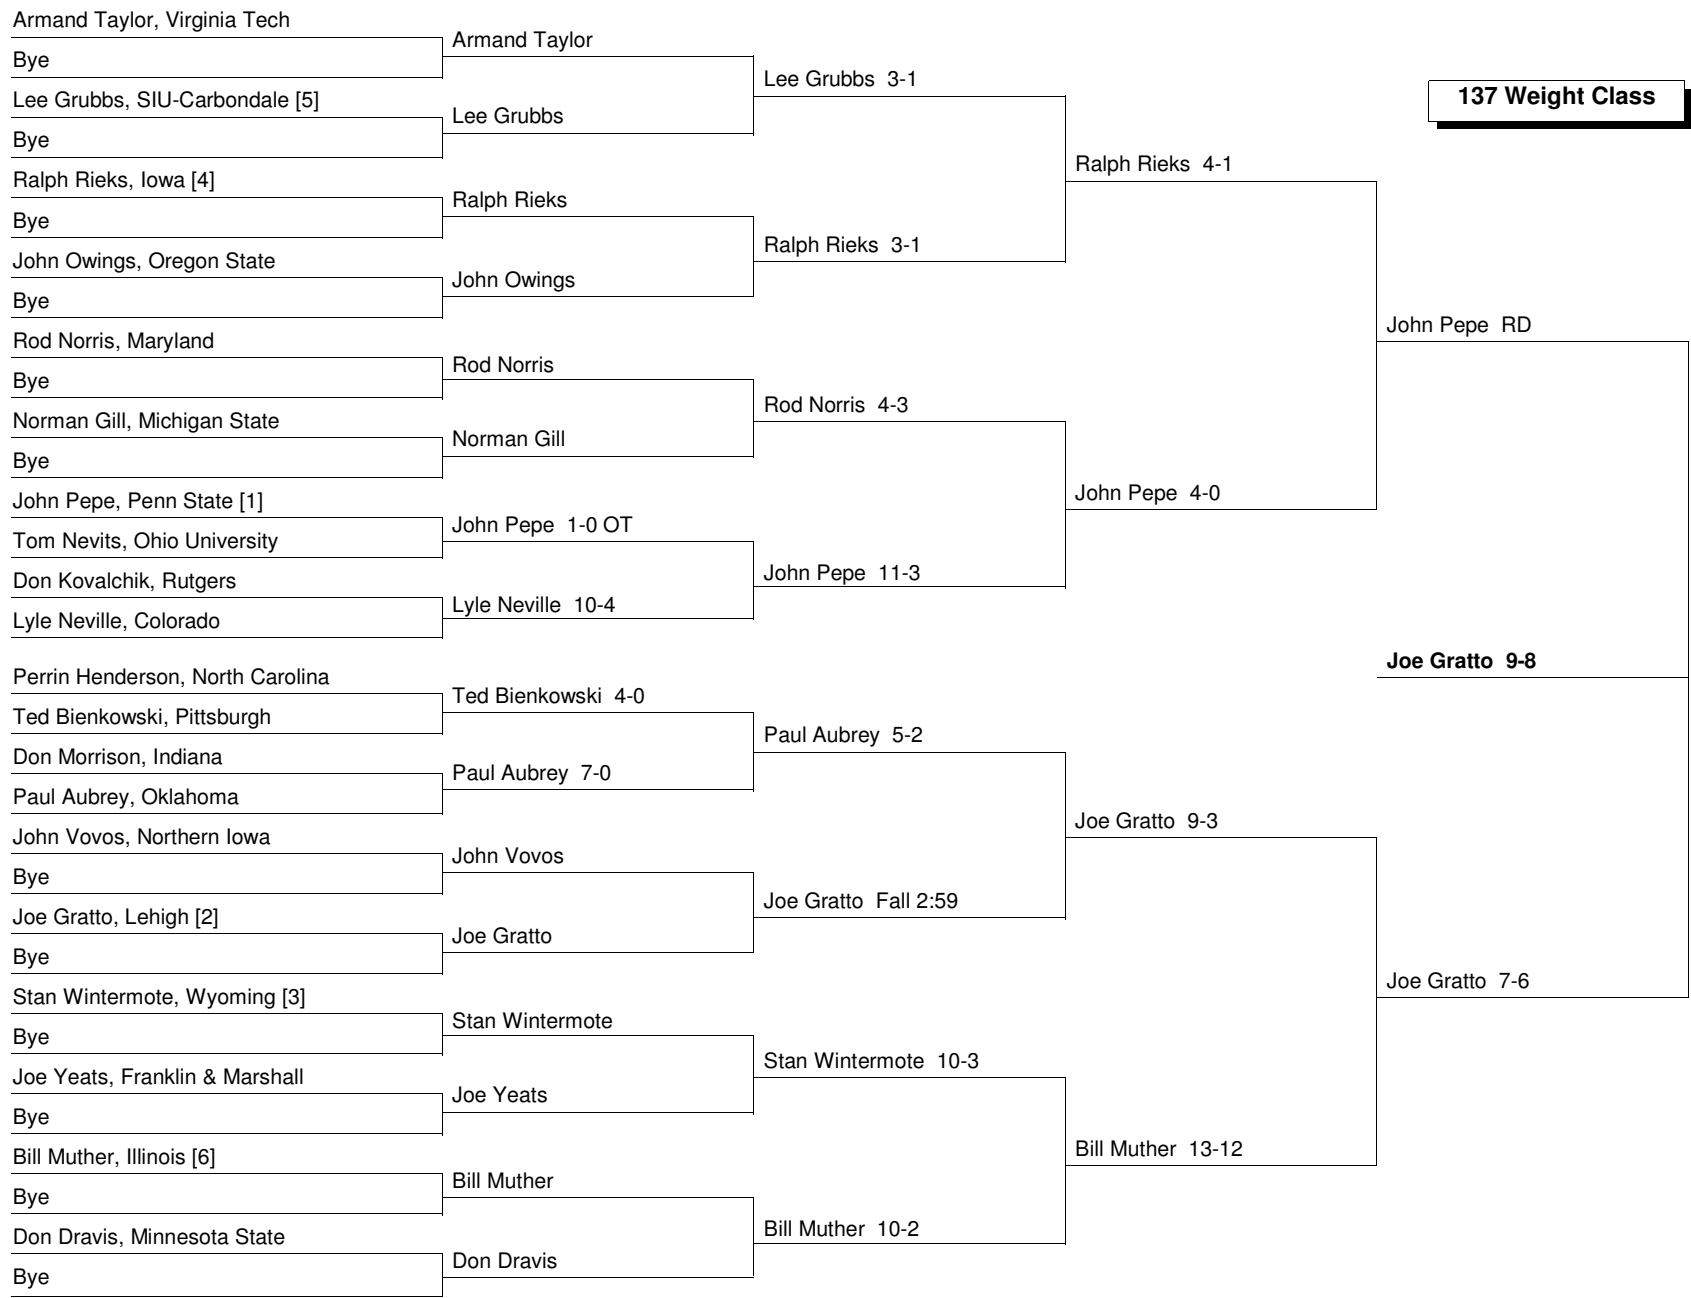 137 Weight Class
Armand Taylor, Virginia Tech
Bye
Lee Grubbs, SIU-Carbondale [5]
Bye
Ralph Rieks, Iowa [4]
Bye
John Owings, Oregon State
Bye
Rod Norris, Maryland
Bye
Norman Gill, Michigan State
Bye
John Pepe, Penn State [1]
Tom Nevits, Ohio University
Don Kovalchik, Rutgers
Lyle Neville, Colorado
Perrin Henderson, North Carolina
Ted Bienkowski, Pittsburgh
Don Morrison, Indiana
Paul Aubrey, Oklahoma
John Vovos, Northern Iowa
Bye
Joe Gratto, Lehigh [2]
Bye
Stan Wintermote, Wyoming [3]
Bye
Joe Yeats, Franklin & Marshall
Bye
Bill Muther, Illinois [6]
Bye
Don Dravis, Minnesota State
Bye
Armand Taylor
Lee Grubbs
Ralph Rieks
John Owings
Rod Norris
Norman Gill
John Pepe 1-0 OT
Lyle Neville 10-4
Ted Bienkowski 4-0
Paul Aubrey 7-0
John Vovos
Joe Gratto
Stan Wintermote
Joe Yeats
Bill Muther
Don Dravis
Lee Grubbs 3-1
Ralph Rieks 3-1
Rod Norris 4-3
John Pepe 11-3
Paul Aubrey 5-2
Joe Gratto Fall 2:59
Stan Wintermote 10-3
Bill Muther 10-2
Ralph Rieks 4-1
John Pepe 4-0
Joe Gratto 9-3
Bill Muther 13-12
John Pepe RD
Joe Gratto 7-6
Joe Gratto 9-8